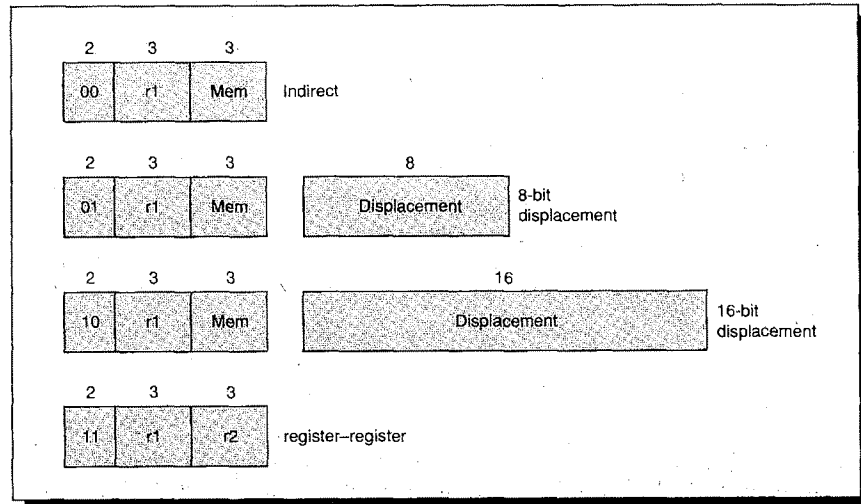 2 3 3
00 r1 Mem Indirect
2 3 3 8
01 r1 Mem Displacement 8-bit
displacement
2 3 3 16
10 r1 Mem Displacement 16-bit
displacement
2 3 3
11 r1 r2 register–register